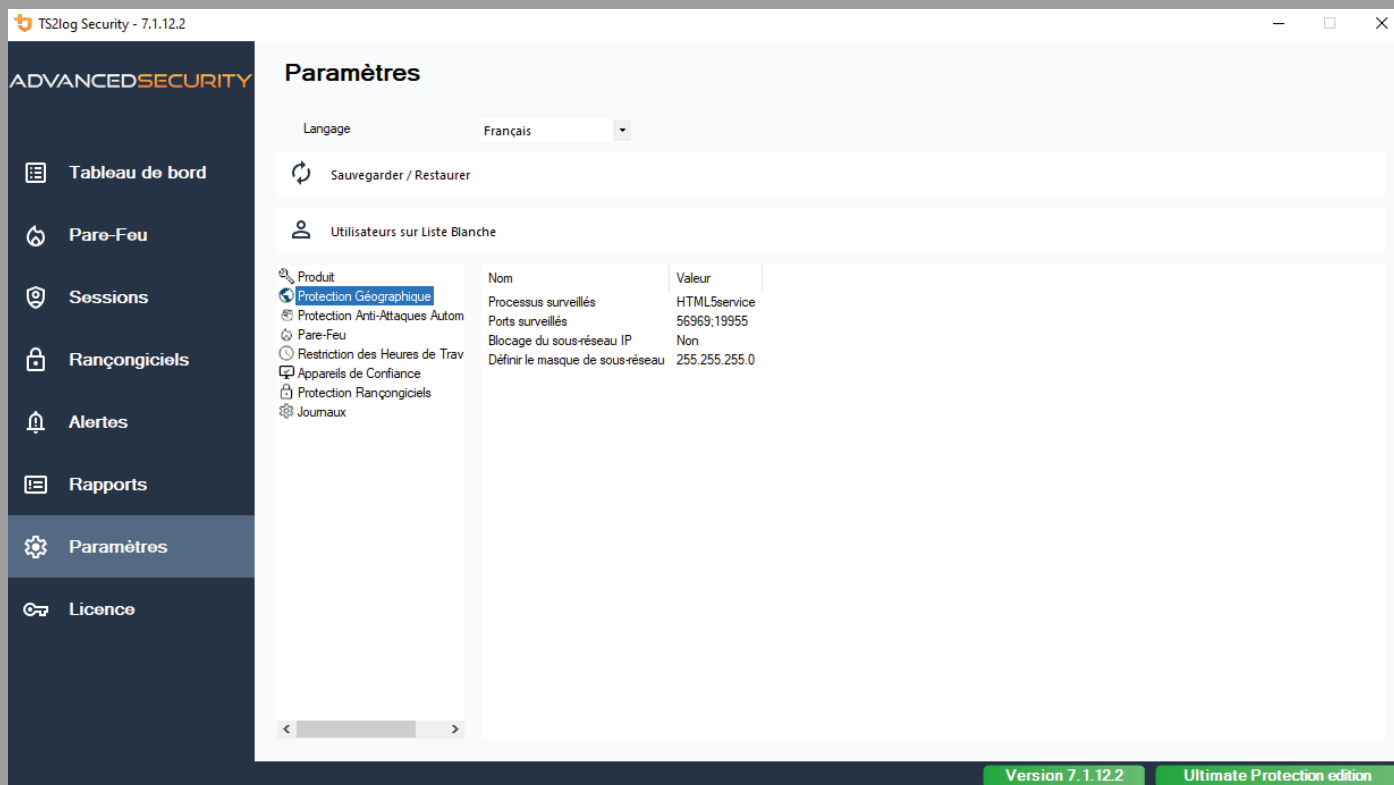 TS2log Security - 7.1.12.2
ADVANCEDSECURITY
Tableau de bord
Pare-Feu
Sessions
Rançongiciels
Alertes
Rapports
Paramètres
Licence
Paramètres
Langage Français
Sauvegarder / Restaurer
Utilisateurs sur Liste Blanche
Produit
Protection Géographique
Protection Anti-Attaques Autom
Pare-Feu
Restriction des Heures de Trav
Appareils de Confiance
Protection Rançongiciels
Journaux
Nom Valeur
Processus surveillés HTML5service
Ports surveillés 56969;19955
Blocage du sous-réseau IP Non
Définir le masque de sous-réseau 255.255.255.0
Version 7.1.12.2 Ultimate Protection edition